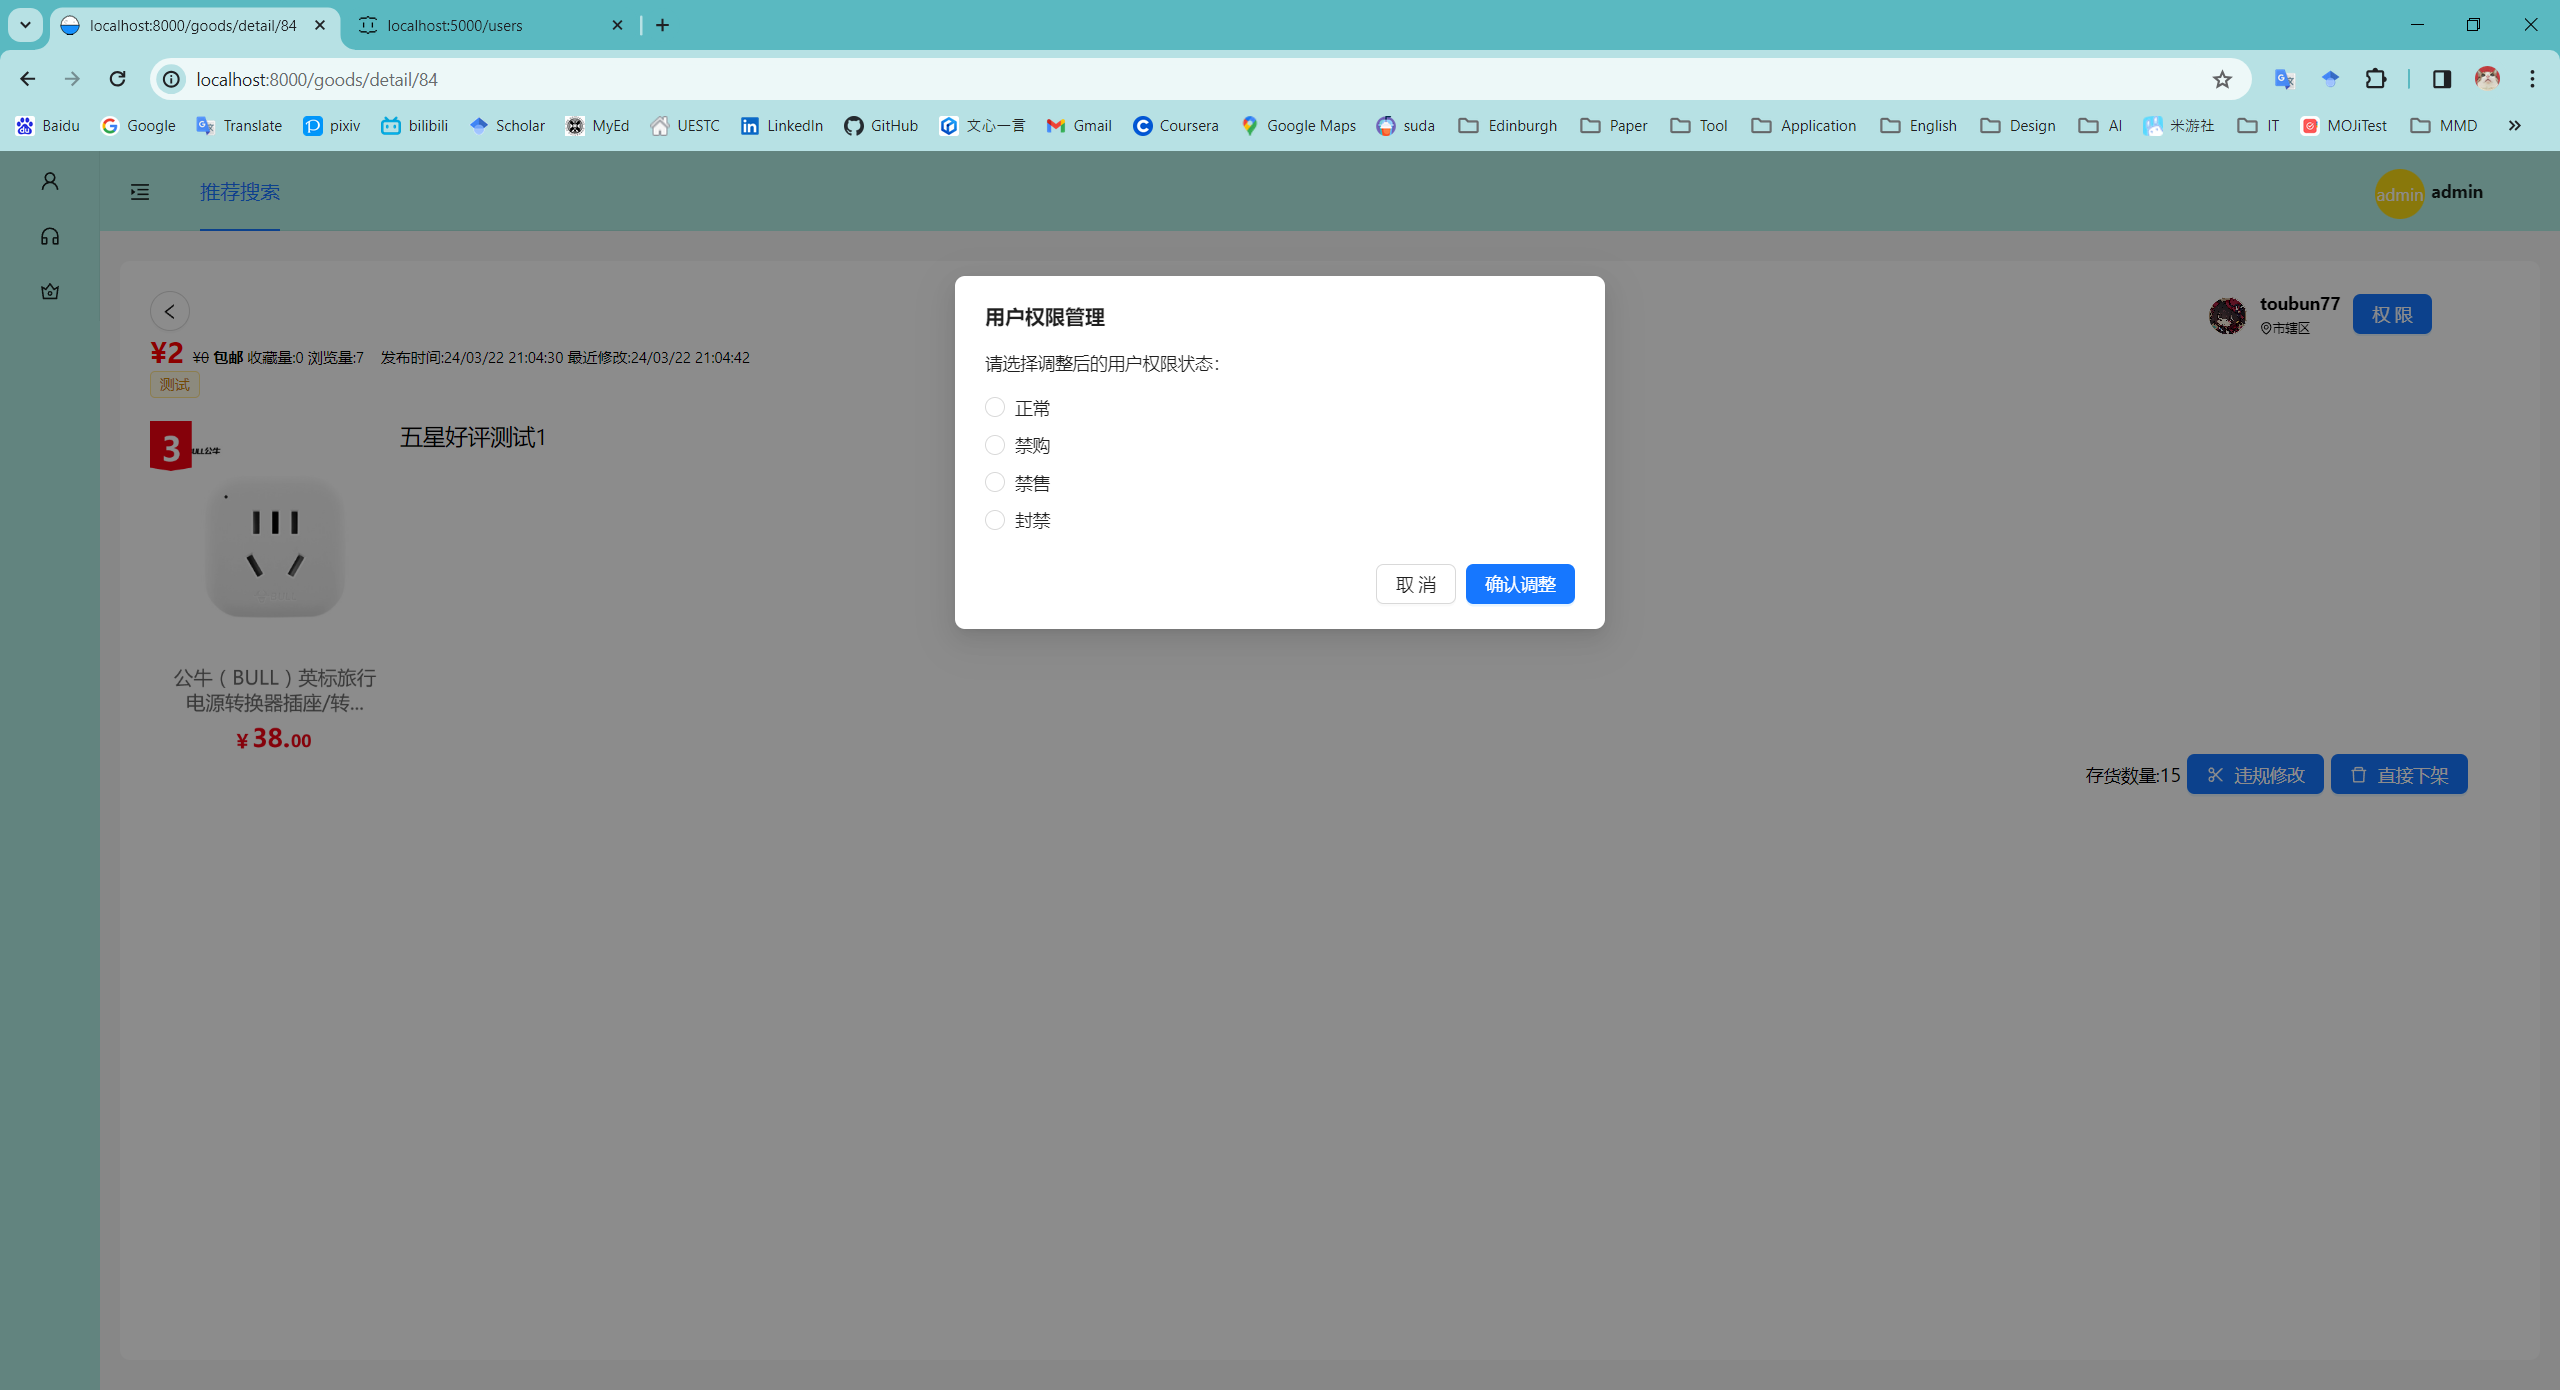 localhost:8000/goods/detail/84
localhost:5000/users
localhost:8000/goods/detail/84
Baidu Google Translate pixiv bilibili Scholar MyEd UESTC LinkedIn GitHub 文心一言 Gmail Coursera Google Maps suda Edinburgh Paper Tool Application English Design AI 米游社 IT MOJiTest MMD
推荐搜索
admin admin
用户权限管理
请选择调整后的用户权限状态：
正常
禁购
禁售
封禁
取 消 确认调整
toubun77
市辖区
权 限
¥2 ¥0 包邮 收藏量:0 浏览量:7 发布时间:24/03/22 21:04:30 最近修改:24/03/22 21:04:42
测试
3
BULL公牛
五星好评测试1
BULL
公牛（BULL）英标旅行
电源转换器插座/转...
¥ 38.00
存货数量:15 违规修改 直接下架